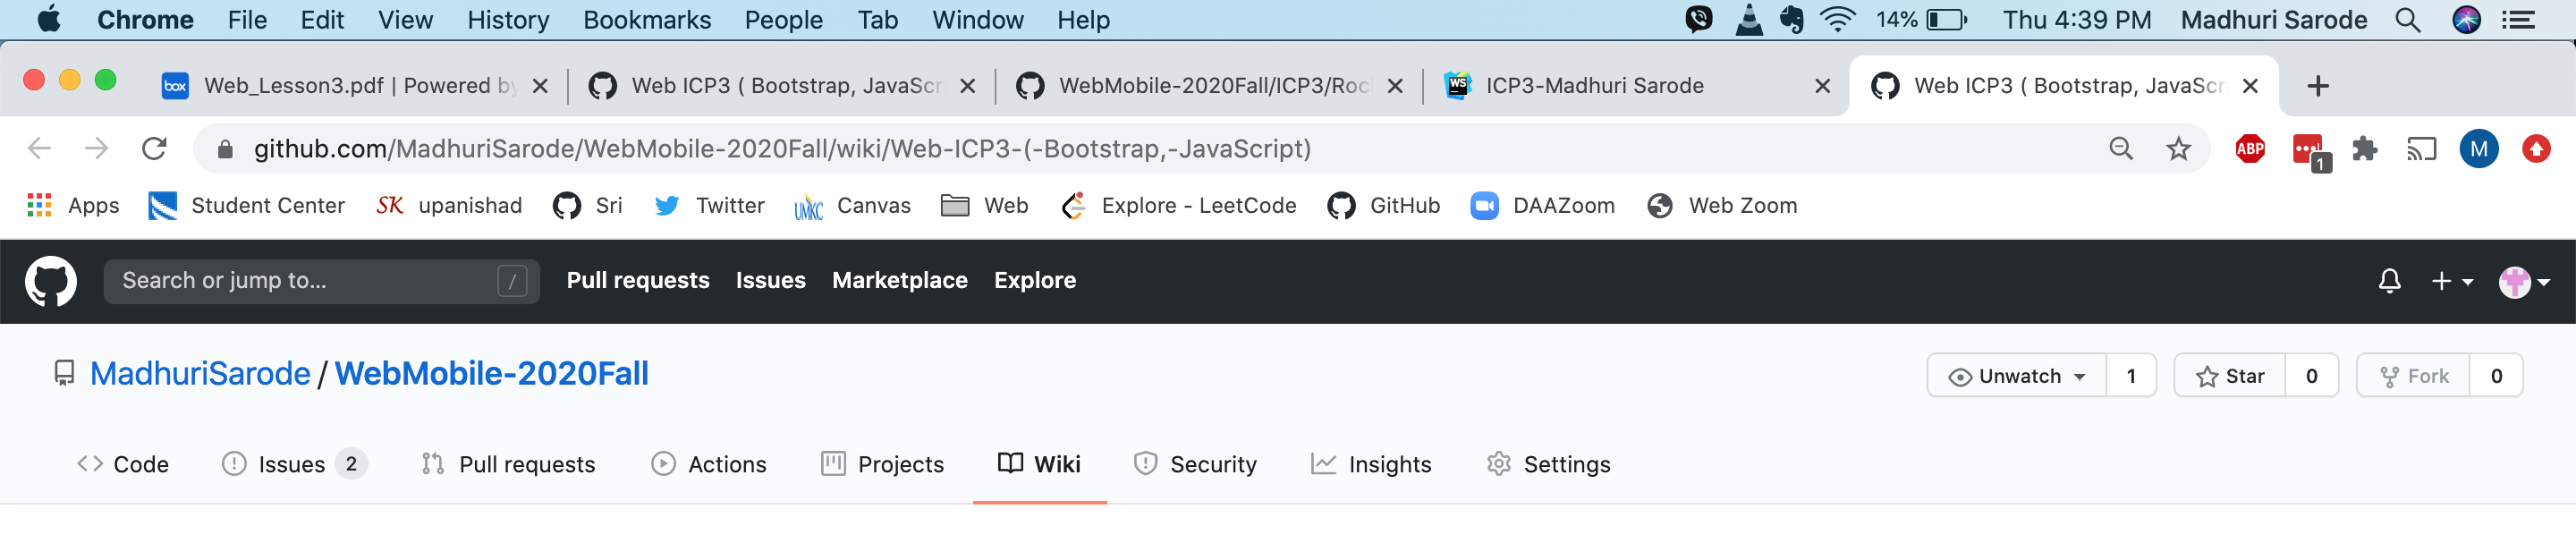 Chrome File Edit View History Bookmarks People Tab Window Help 14% Thu 4:39 PM Madhuri Sarode
box Web_Lesson3.pdf | Powered by Web ICP3 ( Bootstrap, JavaScr WebMobile-2020Fall/ICP3/Roc WS ICP3-Madhuri Sarode Web ICP3 ( Bootstrap, JavaScr
github.com/MadhuriSarode/WebMobile-2020Fall/wiki/Web-ICP3-(-Bootstrap,-JavaScript) ABP 1 M
Apps Student Center SK upanishad Sri Twitter UMKC Canvas Web Explore - LeetCode GitHub DAAZoom Web Zoom
Search or jump to... / Pull requests Issues Marketplace Explore
MadhuriSarode / WebMobile-2020Fall Unwatch 1 Star 0 Fork 0
Code Issues 2 Pull requests Actions Projects Wiki Security Insights Settings